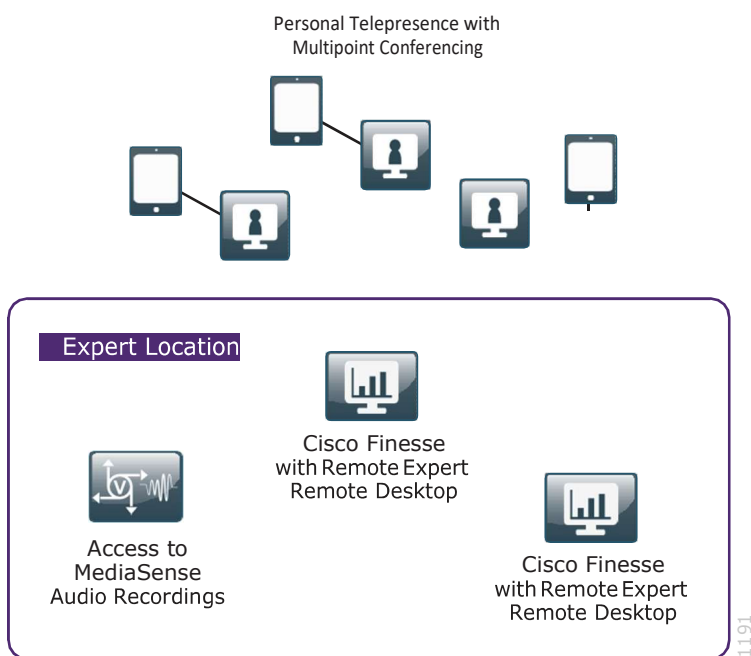 Personal Telepresence with
Multipoint Conferencing
Expert Location
Cisco Finesse
with Remote Expert
Remote Desktop
Access to
MediaSense
Audio Recordings
Cisco Finesse
with Remote Expert
Remote Desktop
V
1191